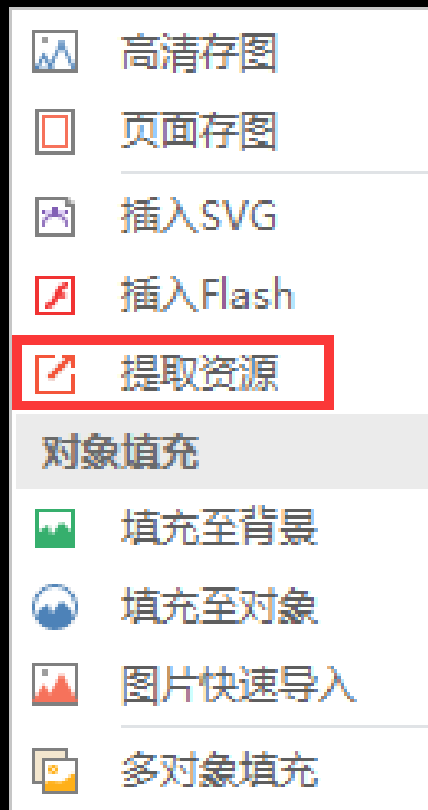 高清存图
页面存图
插入SVG
插入Flash
提取资源
对象填充
填充至背景
填充至对象
图片快速导入
多对象填充